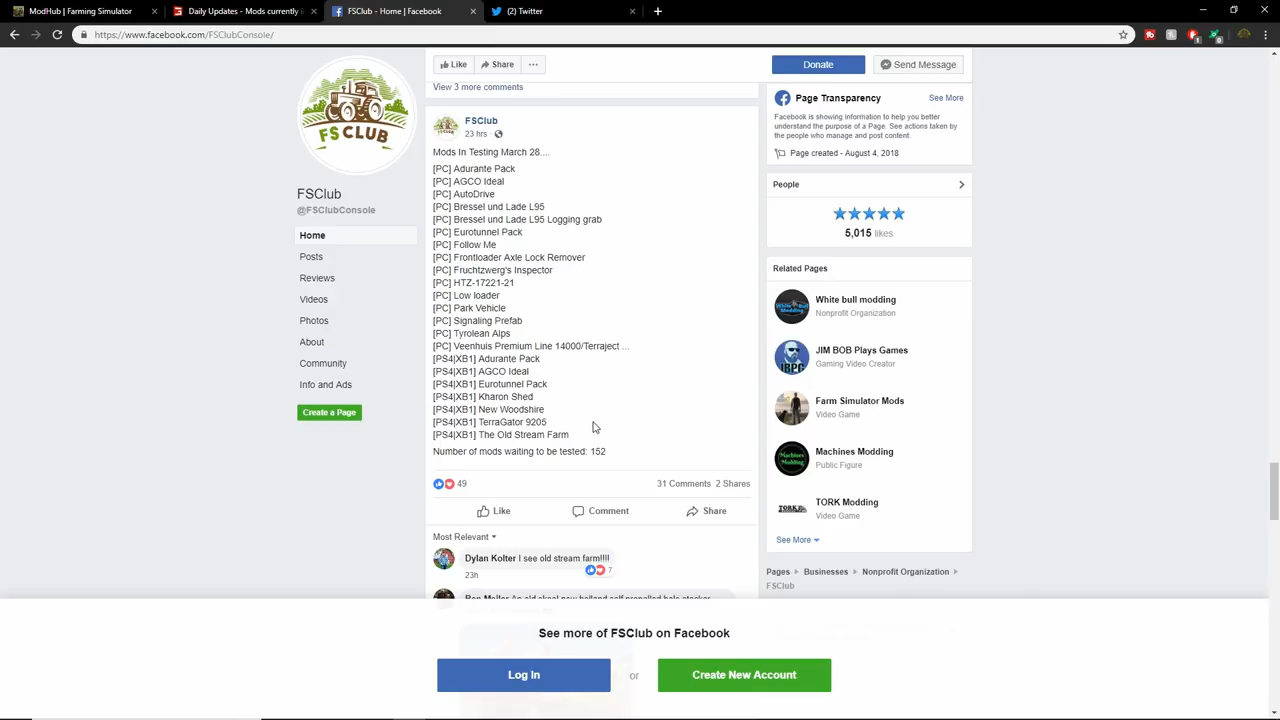 ModHub | Farming Simulator
Daily Updates - Mods currently i
FSClub - Home | Facebook
(2) Twitter
https://www.facebook.com/FSClubConsole/
FS CLUB
FSClub
@FSClubConsole
Home
Posts
Reviews
Videos
Photos
About
Community
Info and Ads
Create a Page
Like
Share
Donate
Send Message
View 3 more comments
FSClub
23 hrs
Mods In Testing March 28....
[PC] Adurante Pack
[PC] AGCO Ideal
[PC] AutoDrive
[PC] Bressel und Lade L95
[PC] Bressel und Lade L95 Logging grab
[PC] Eurotunnel Pack
[PC] Follow Me
[PC] Frontloader Axle Lock Remover
[PC] Fruchtzwerg's Inspector
[PC] HTZ-17221-21
[PC] Low loader
[PC] Park Vehicle
[PC] Signaling Prefab
[PC] Tyrolean Alps
[PC] Veenhuis Premium Line 14000/Terraject ...
[PS4|XB1] Adurante Pack
[PS4|XB1] AGCO Ideal
[PS4|XB1] Eurotunnel Pack
[PS4|XB1] Kharon Shed
[PS4|XB1] New Woodshire
[PS4|XB1] TerraGator 9205
[PS4|XB1] The Old Stream Farm
Number of mods waiting to be tested: 152
49
31 Comments 2 Shares
Like
Comment
Share
Most Relevant
Dylan Kolter I see old stream farm!!!!
7
23h
Page Transparency
See More
Facebook is showing information to help you better
understand the purpose of a Page. See actions taken by
the people who manage and post content.
Page created - August 4, 2018
People
5,015 likes
Related Pages
White bull modding
Nonprofit Organization
JIM BOB Plays Games
Gaming Video Creator
JBPC
Farm Simulator Mods
Video Game
Machines Modding
Public Figure
TORK Modding
Video Game
TORK
See More
Pages
Businesses
Nonprofit Organization
FSClub
See more of FSClub on Facebook
Log In
or
Create New Account